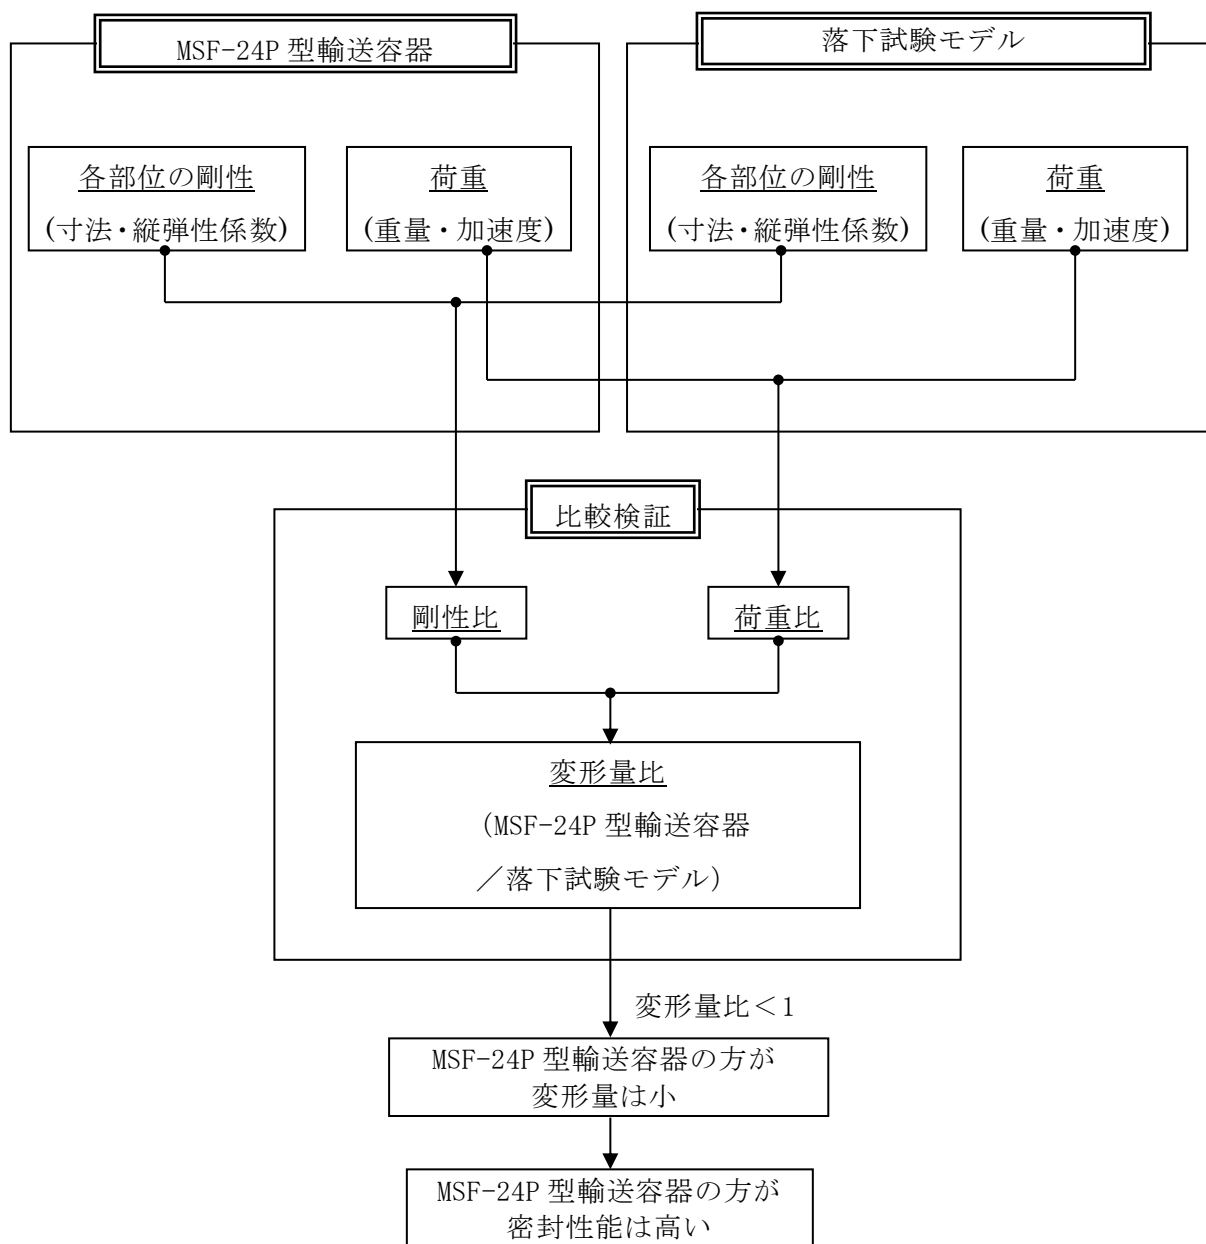 MSF-24P 型輸送容器
落下試験モデル
各部位の剛性
(寸法・縦弾性係数)
荷重
(重量・加速度)
各部位の剛性
(寸法・縦弾性係数)
荷重
(重量・加速度)
比較検証
剛性比
荷重比
変形量比
(MSF-24P 型輸送容器
／落下試験モデル)
変形量比＜1
MSF-24P 型輸送容器の方が
変形量は小
MSF-24P 型輸送容器の方が
密封性能は高い